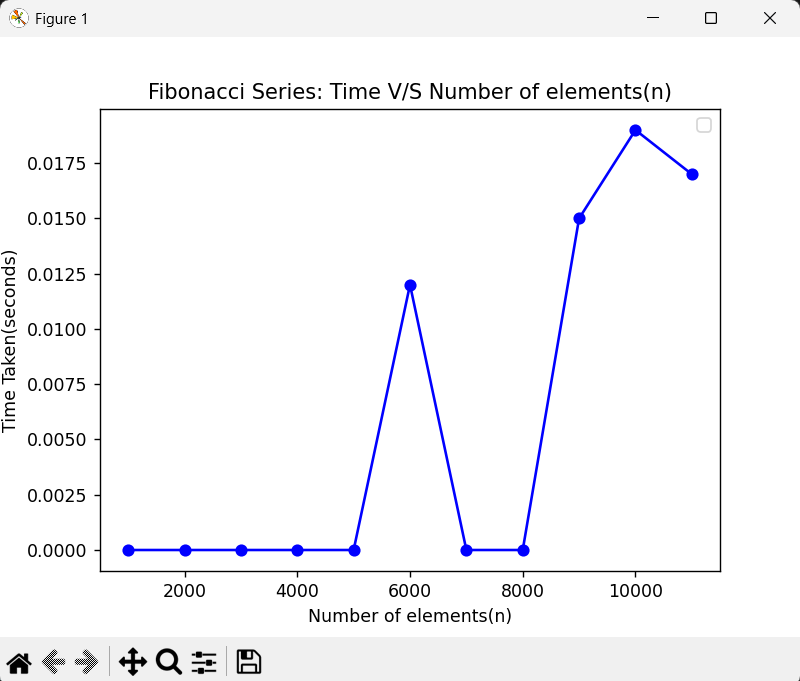 Figure 1
Fibonacci Series: Time V/S Number of elements(n)
Time Taken(seconds)
0.0175
0.0150
0.0125
0.0100
0.0075
0.0050
0.0025
0.0000
2000 4000 6000 8000 10000
Number of elements(n)